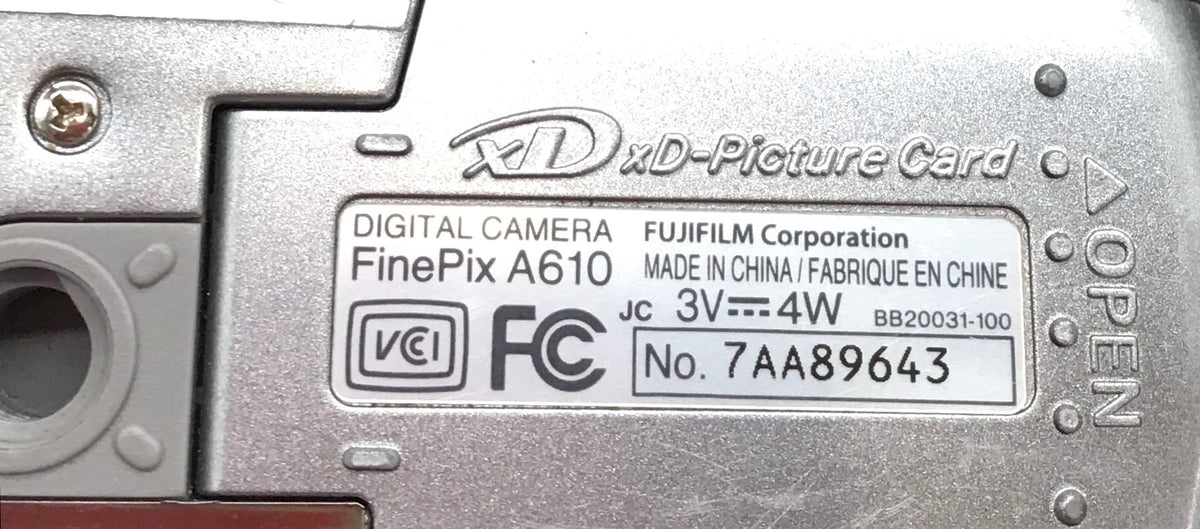 xD xD-Picture Card
DIGITAL CAMERA
FinePix A610
VCCI
FC
FUJIFILM Corporation
MADE IN CHINA / FABRIQUE EN CHINE
JC 3V⎓4W BB20031-100
No. 7AA89643
△OPEN